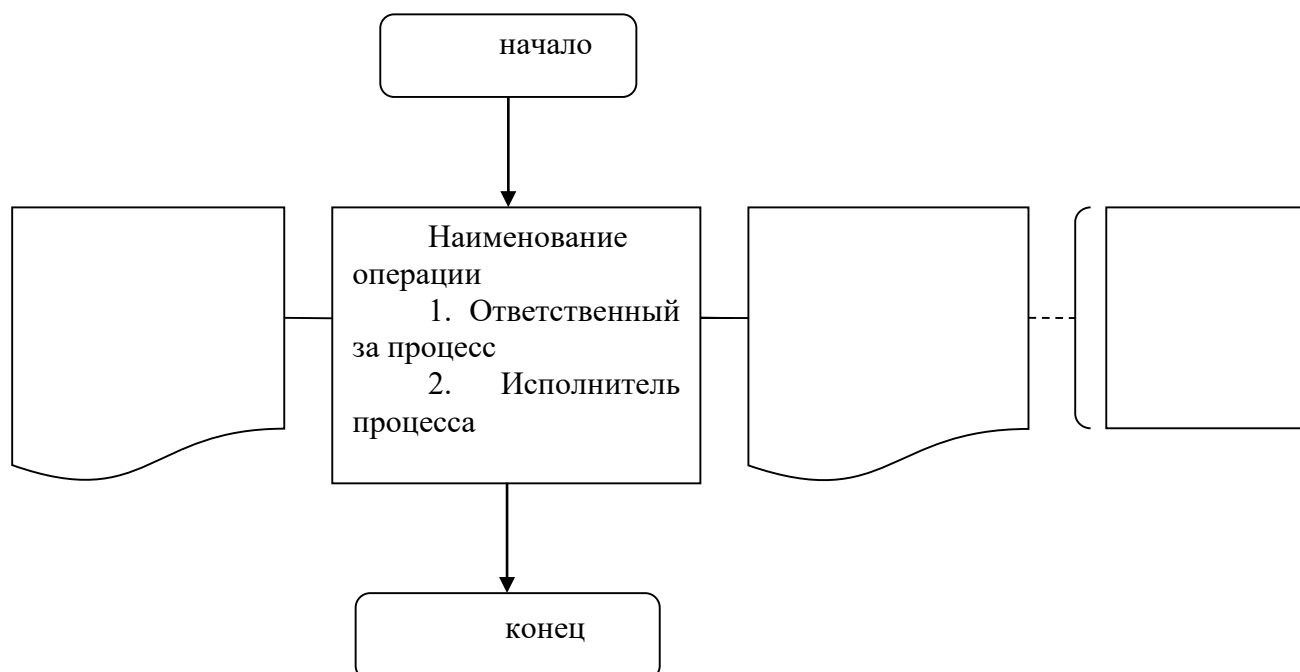 начало
Наименование
операции
1. Ответственный
за процесс
2. Исполнитель
процесса
конец